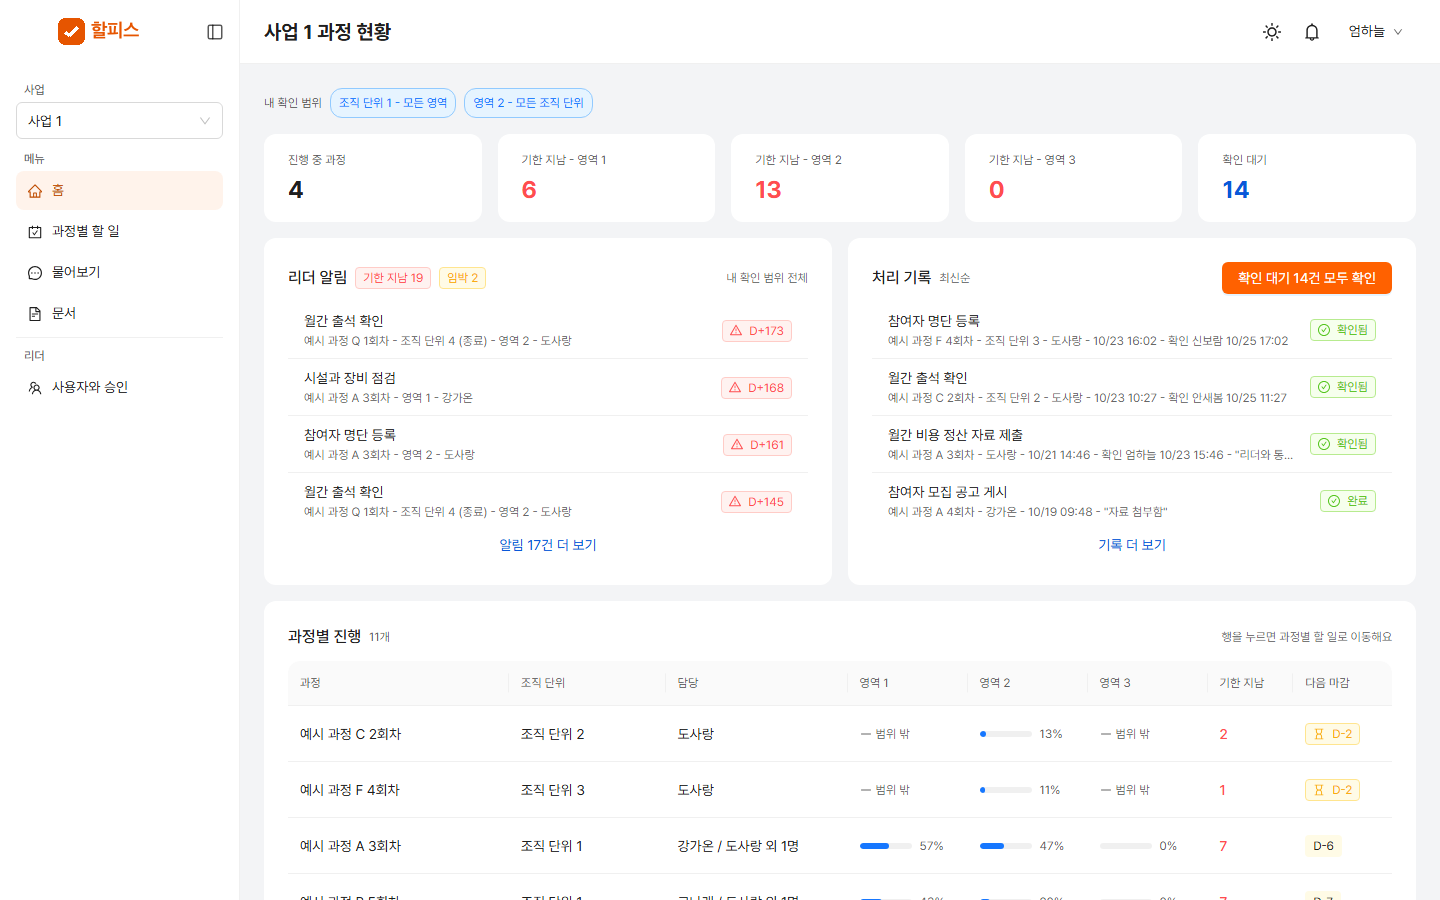 할피스
사업 1 과정 현황
엄하늘
사업
사업 1
메뉴
홈
과정별 할 일
물어보기
문서
리더
사용자와 승인
내 확인 범위
조직 단위 1 - 모든 영역
영역 2 - 모든 조직 단위
진행 중 과정
4
기한 지남 - 영역 1
6
기한 지남 - 영역 2
13
기한 지남 - 영역 3
0
확인 대기
14
리더 알림
기한 지남 19
임박 2
내 확인 범위 전체
월간 출석 확인
예시 과정 Q 1회차 - 조직 단위 4 (종료) - 영역 2 - 도사랑
D+173
시설과 장비 점검
예시 과정 A 3회차 - 영역 1 - 강가온
D+168
참여자 명단 등록
예시 과정 A 3회차 - 영역 2 - 도사랑
D+161
월간 출석 확인
예시 과정 Q 1회차 - 조직 단위 4 (종료) - 영역 2 - 도사랑
D+145
알림 17건 더 보기
처리 기록
최신순
확인 대기 14건 모두 확인
참여자 명단 등록
예시 과정 F 4회차 - 조직 단위 3 - 도사랑 - 10/23 16:02 - 확인 신보람 10/25 17:02
확인됨
월간 출석 확인
예시 과정 C 2회차 - 조직 단위 2 - 도사랑 - 10/23 10:27 - 확인 인새봄 10/25 11:27
확인됨
월간 비용 정산 자료 제출
예시 과정 A 3회차 - 도사랑 - 10/21 14:46 - 확인 엄하늘 10/23 15:46 - "리더와 통...
확인됨
참여자 모집 공고 게시
예시 과정 A 4회차 - 강가온 - 10/19 09:48 - "자료 첨부함"
완료
기록 더 보기
과정별 진행
11개
행을 누르면 과정별 할 일로 이동해요
과정 조직 단위 담당 영역 1 영역 2 영역 3 기한 지남 다음 마감
예시 과정 C 2회차 조직 단위 2 도사랑 — 범위 밖 13% — 범위 밖 2 D-2
예시 과정 F 4회차 조직 단위 3 도사랑 — 범위 밖 11% — 범위 밖 1 D-2
예시 과정 A 3회차 조직 단위 1 강가온 / 도사랑 외 1명 57% 47% 0% 7 D-6